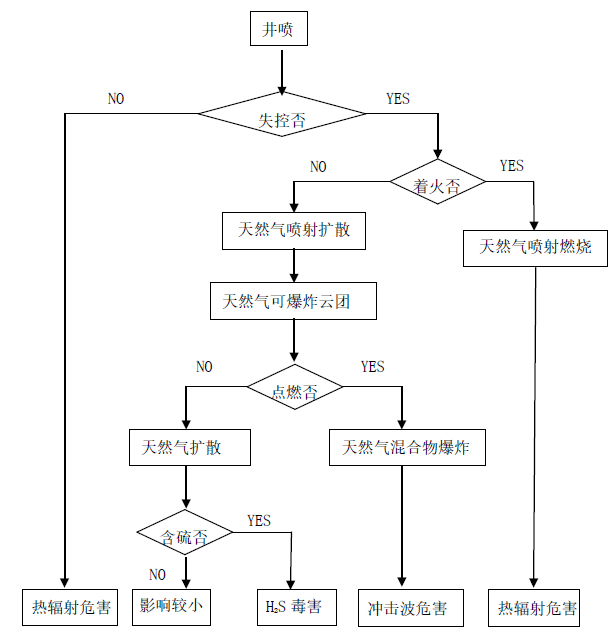 井喷
NO
YES
失控否
NO
YES
着火否
天然气喷射扩散
天然气喷射燃烧
天然气可爆炸云团
NO
YES
点燃否
天然气扩散
天然气混合物爆炸
含硫否
YES
NO
热辐射危害
影响较小
H₂S 毒害
冲击波危害
热辐射危害